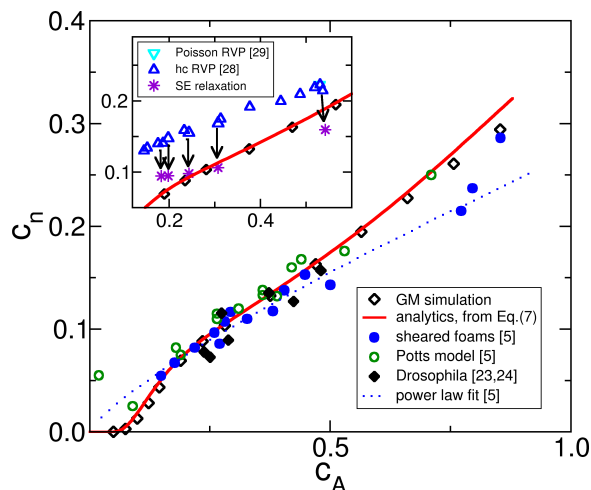 0.4
0.3
0.2
0.1
0.0
c_n
Poisson RVP [29]
hc RVP [28]
SE relaxation
0.2
0.1
0.2 0.4
GM simulation
analytics, from Eq.(7)
sheared foams [5]
Potts model [5]
Drosophila [23,24]
power law fit [5]
0.5 1.0
c_A